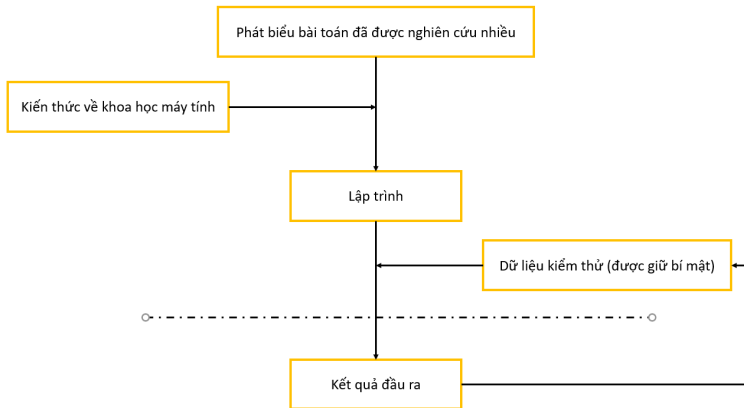 Phát biểu bài toán đã được nghiên cứu nhiều
Kiến thức về khoa học máy tính
Lập trình
Dữ liệu kiểm thử (được giữ bí mật)
Kết quả đầu ra